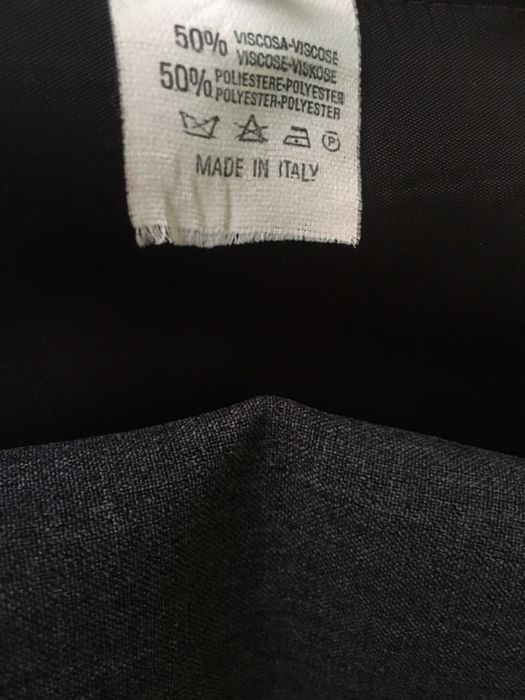 50% VISCOSA-VISCOSE
VISCOSE-VISKOSE
50% POLIESTERE-POLYESTER
POLYESTER-POLYESTER
P
MADE IN ITALY